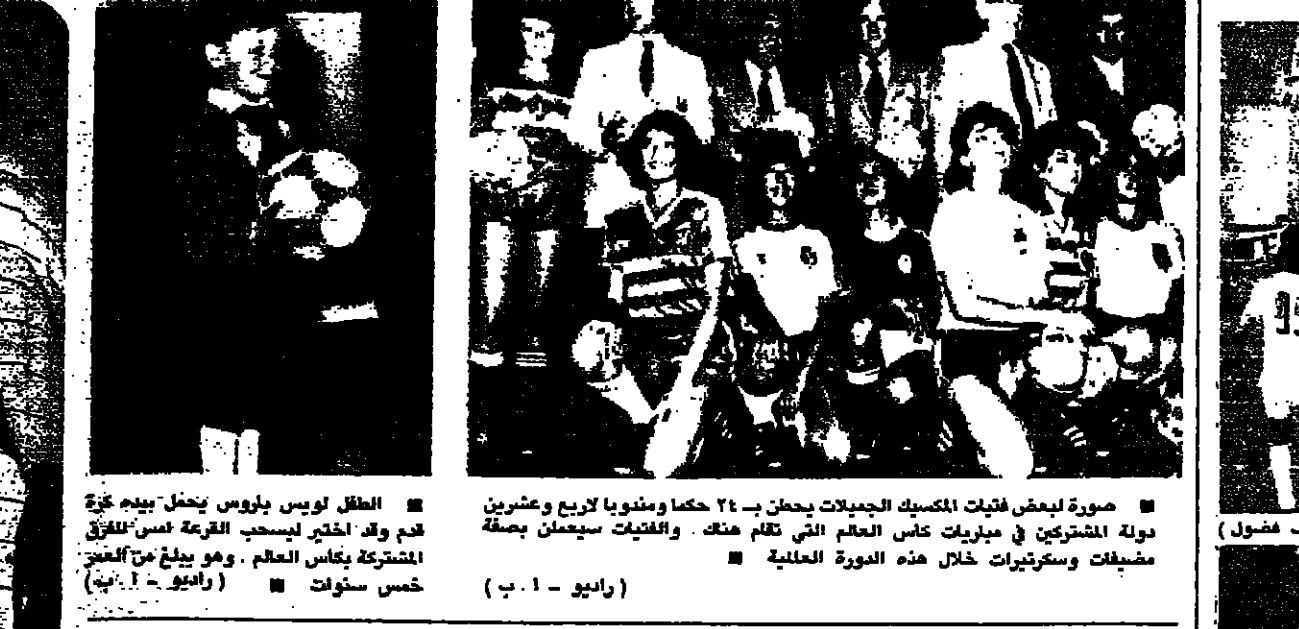 ■ صورة لبعض فتيات المكسيك الجميلات يحطن بـ ٢٤ حكما ومندوبا لاربع وعشرين
دولة المشتركين في مباريات كاس العالم التي تقام هناك . والفتيات سيعملن بصفة
مضيفات وسكرتيرات خلال هذه الدورة العالمية ■
( راديو – ا . ب )
■ الطفل لويس باروس يحمل بيده كرة
قدم وقد اختير ليسحب القرعة امس للفرق
المشتركة بكاس العالم . وهو يبلغ من العمر
خمس سنوات ■ ( راديو – ا . ب )
فضول )